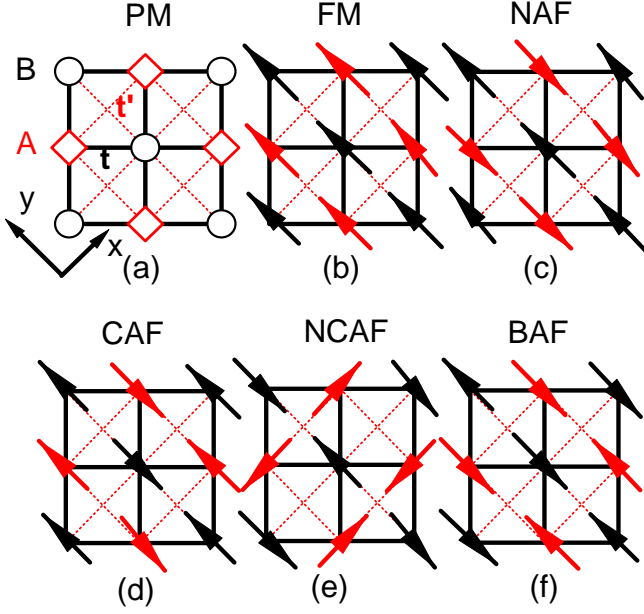 PM FM NAF
B
t'
A
t
y
x
(a) (b) (c)
CAF NCAF BAF
(d) (e) (f)